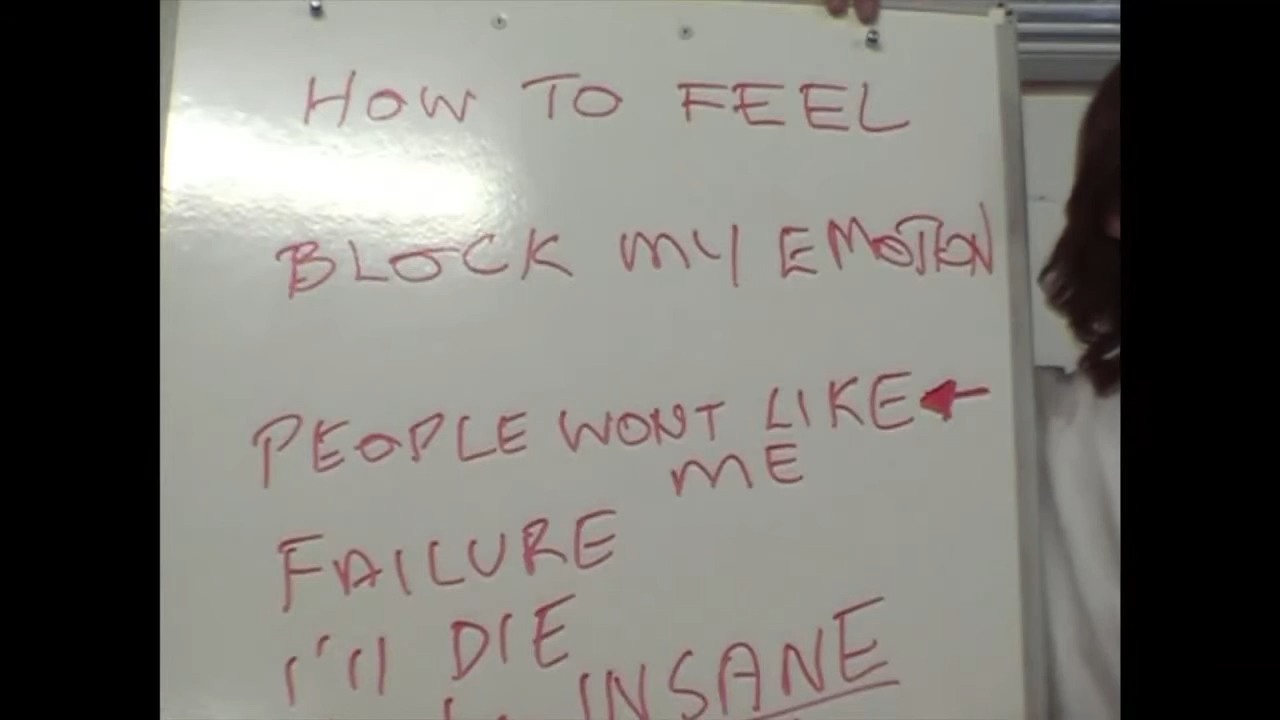 HOW TO FEEL
BLOCK MY EMOTION
PEOPLE WONT LIKE
ME
FAILURE
I'll DIE
INSANE